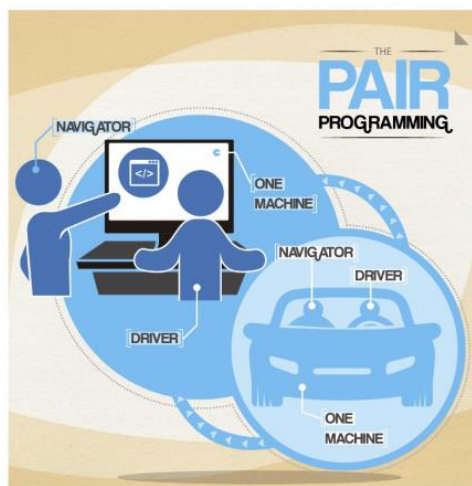 THE
PAIR
PROGRAMMING
NAVIGATOR
</>
ONE
MACHINE
DRIVER
NAVIGATOR
DRIVER
ONE
MACHINE